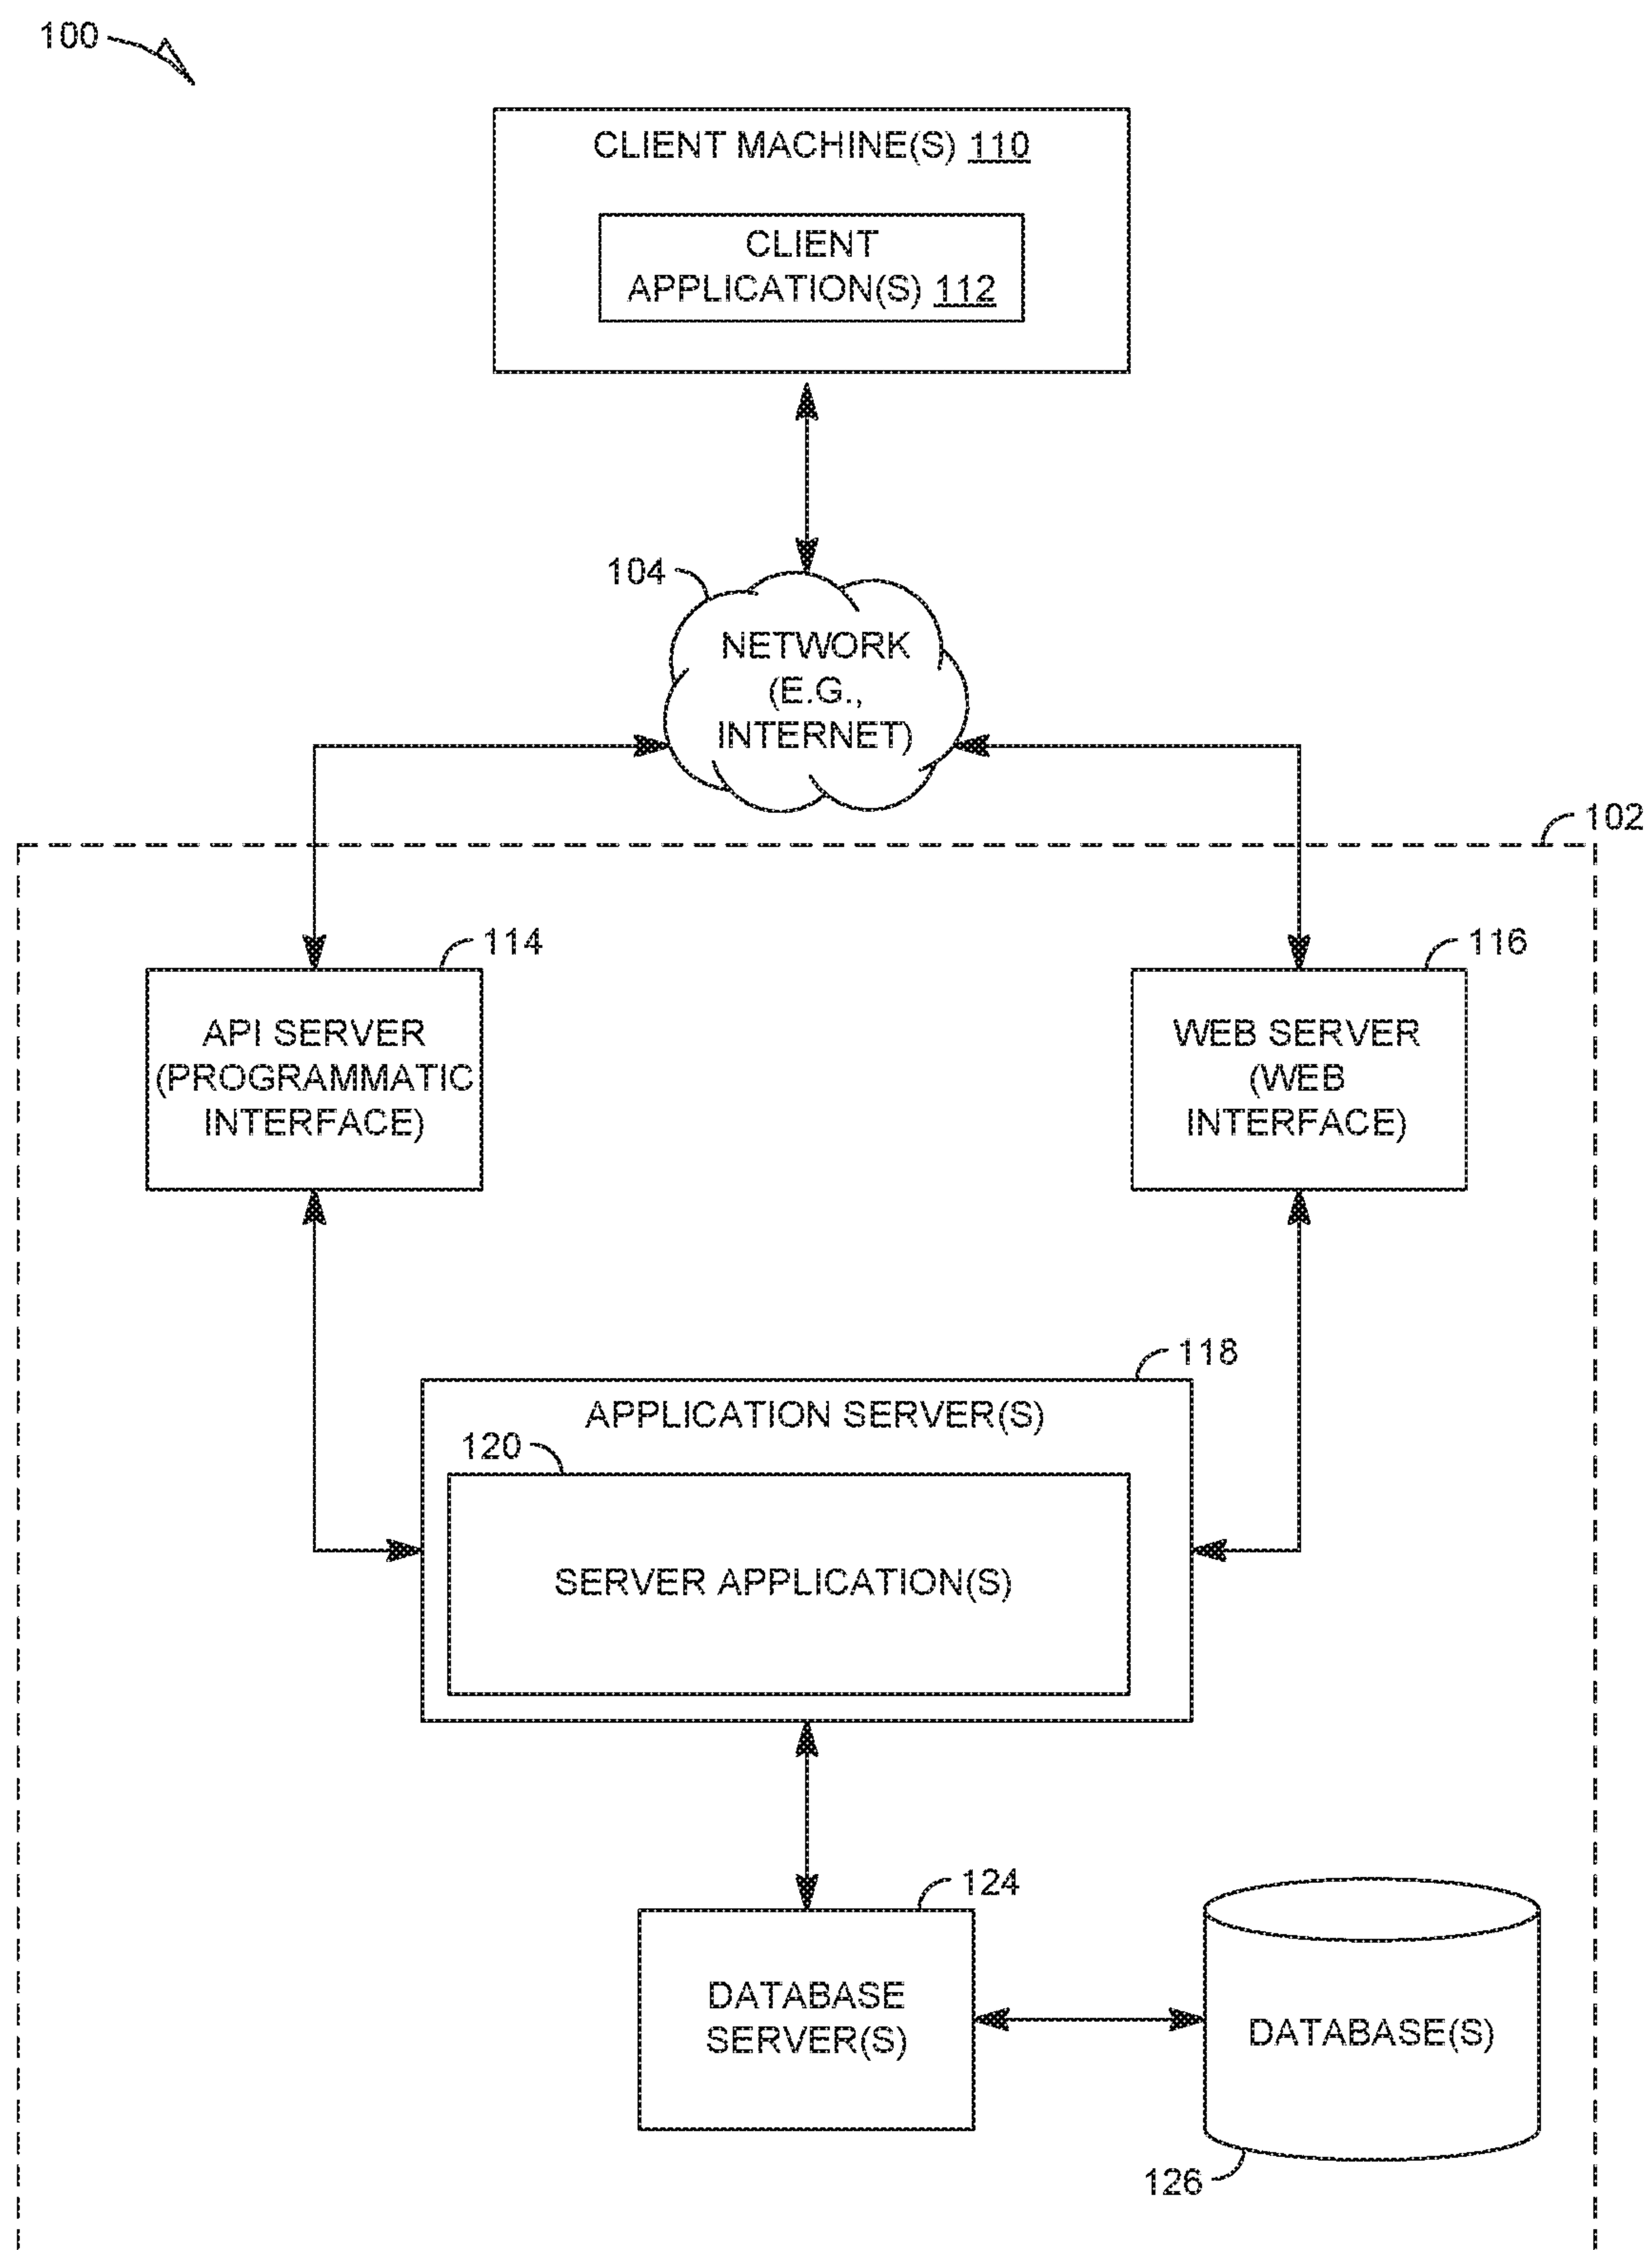 100
CLIENT MACHINE(S) 110
CLIENT
APPLICATION(S) 112
104
NETWORK
(E.G.,
INTERNET)
102
114
API SERVER
(PROGRAMMATIC
INTERFACE)
116
WEB SERVER
(WEB
INTERFACE)
118
APPLICATION SERVER(S)
120
SERVER APPLICATION(S)
124
DATABASE
SERVER(S)
DATABASE(S)
126